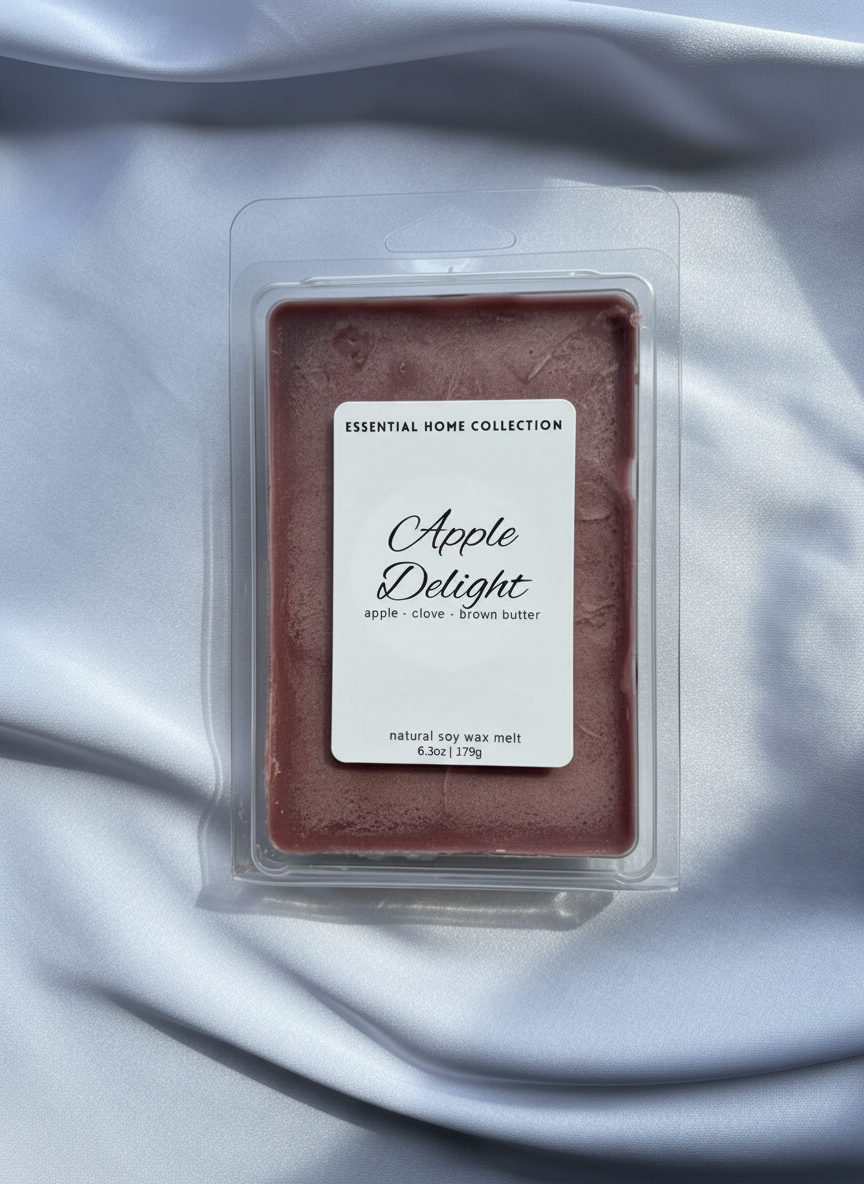 ESSENTIAL HOME COLLECTION
Apple
Delight
apple - clove - brown butter
natural soy wax melt
6.3oz | 179g